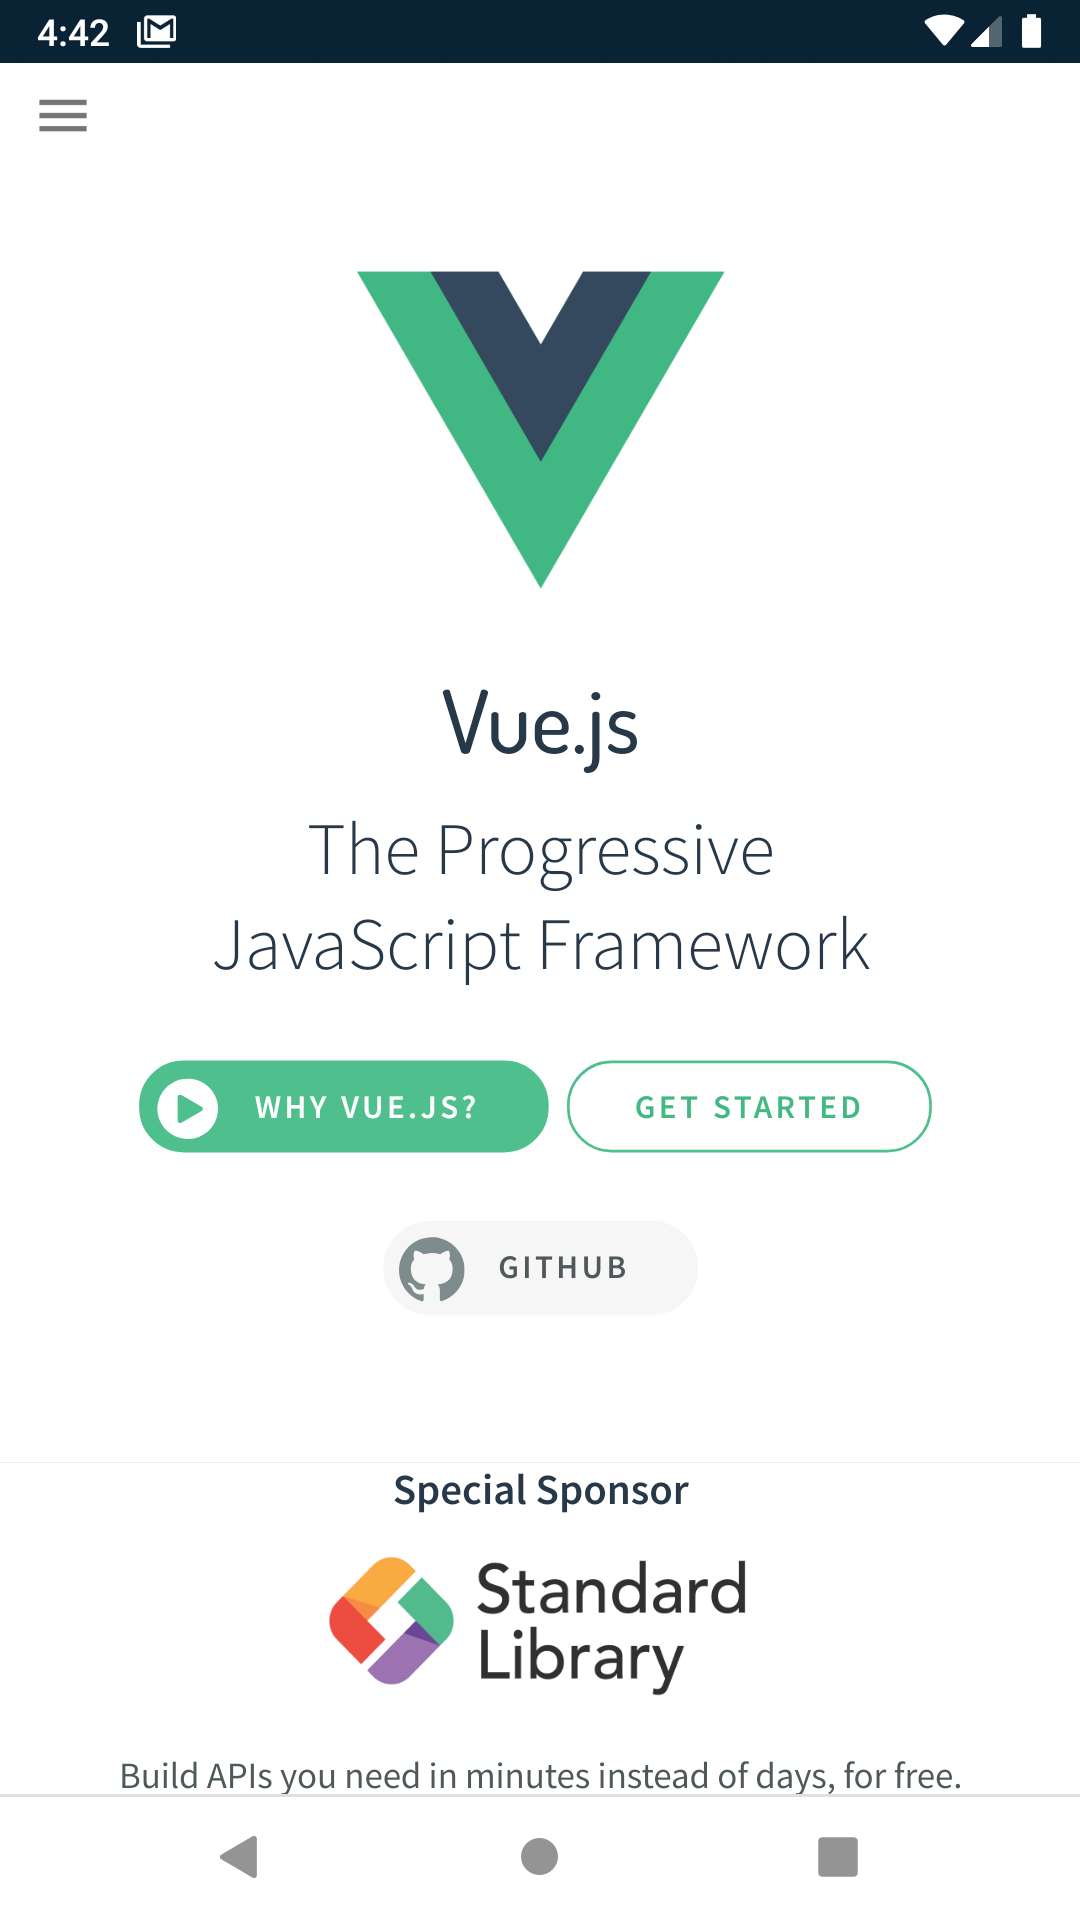 4:42
Vue.js
The Progressive
JavaScript Framework
WHY VUE.JS?
GET STARTED
GITHUB
Special Sponsor
Standard
Library
Build APIs you need in minutes instead of days, for free.